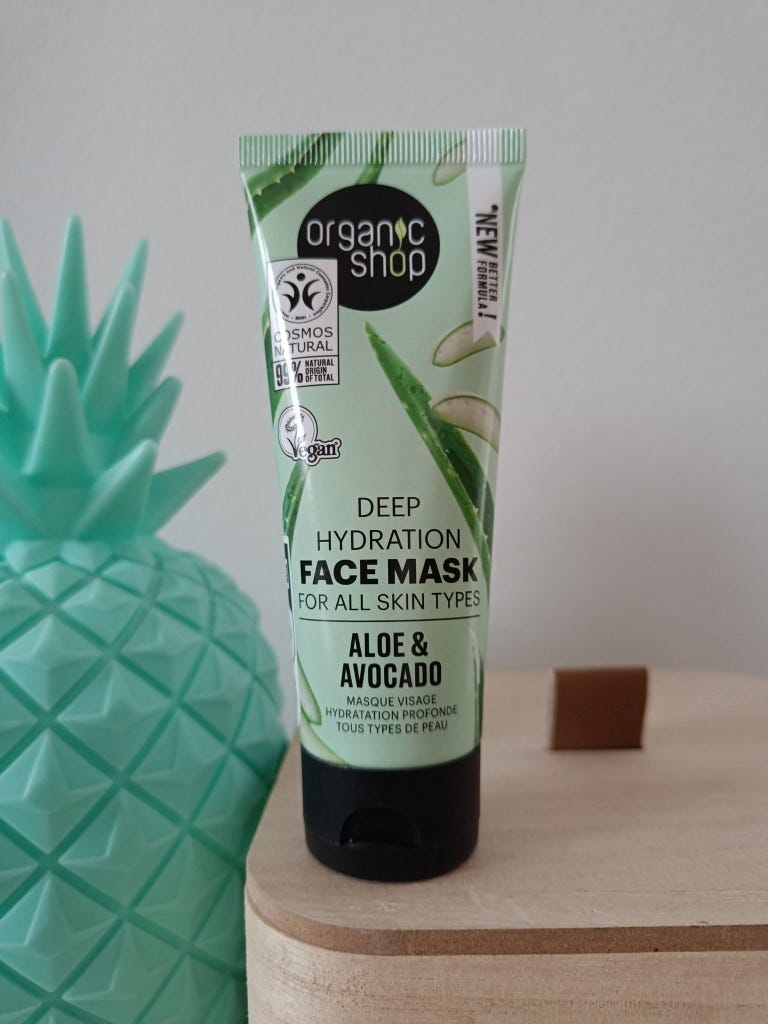 organic
shop
*NEW
BETTER
FORMULA!
COSMOS
NATURAL
99% NATURAL
ORIGIN
OF TOTAL
Vegan
DEEP
HYDRATION
FACE MASK
FOR ALL SKIN TYPES
ALOE &
AVOCADO
MASQUE VISAGE
HYDRATATION PROFONDE
TOUS TYPES DE PEAU